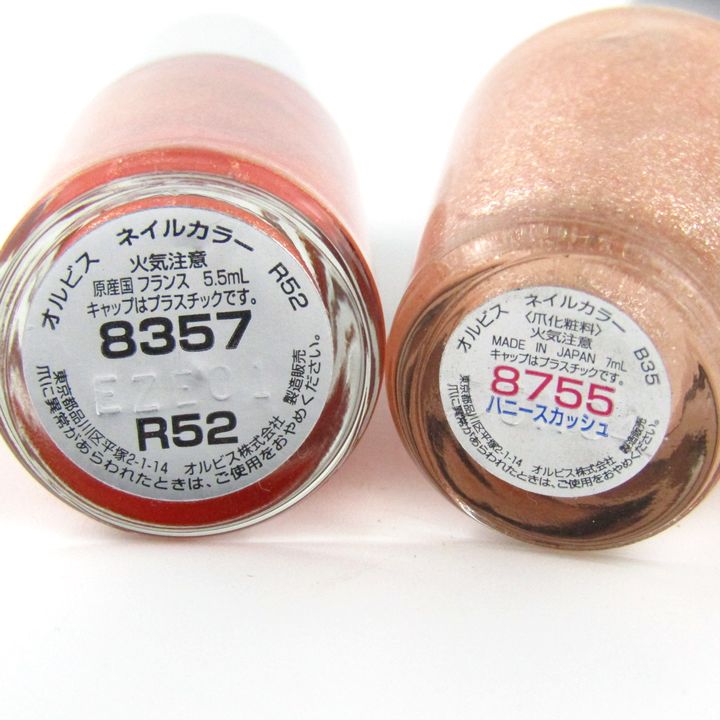 オルビス ネイルカラー R52
火気注意
原産国 フランス 5.5mL
キャップはプラスチックです。
8357
EZF01
R52
製造販売
東京都品川区平塚2-1-14 オルビス株式会社
爪に異常があらわれたときは、ご使用をおやめください。
オルビス ネイルカラー B35
〈爪化粧料〉
火気注意
MADE IN JAPAN 7mL
キャップはプラスチックです。
8755
ハニースカッシュ
製造販売
東京都品川区平塚2-1-14 オルビス株式会社
爪に異常があらわれたときは、ご使用をおやめください。